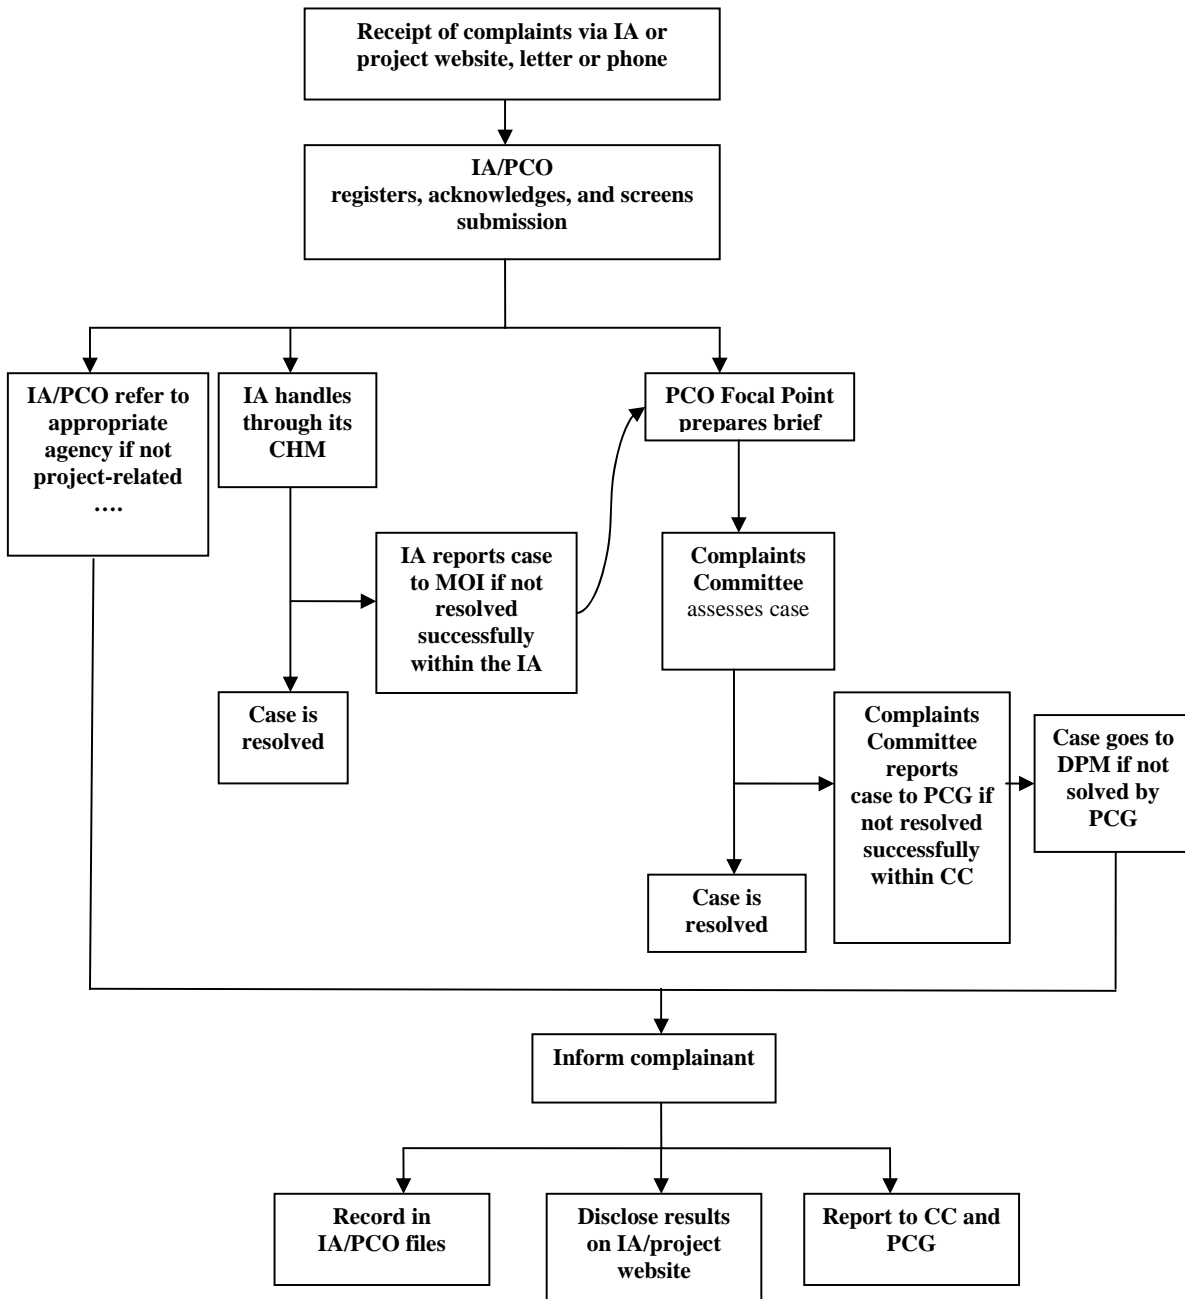 Receipt of complaints via IA or
project website, letter or phone
IA/PCO
registers, acknowledges, and screens
submission
IA/PCO refer to
appropriate
agency if not
project-related
….
IA handles
through its
CHM
PCO Focal Point
prepares brief
IA reports case
to MOI if not
resolved
successfully
within the IA
Complaints
Committee
assesses case
Case is
resolved
Complaints
Committee
reports
case to PCG if
not resolved
successfully
within CC
Case goes to
DPM if not
solved by
PCG
Case is
resolved
Inform complainant
Record in
IA/PCO files
Disclose results
on IA/project
website
Report to CC and
PCG